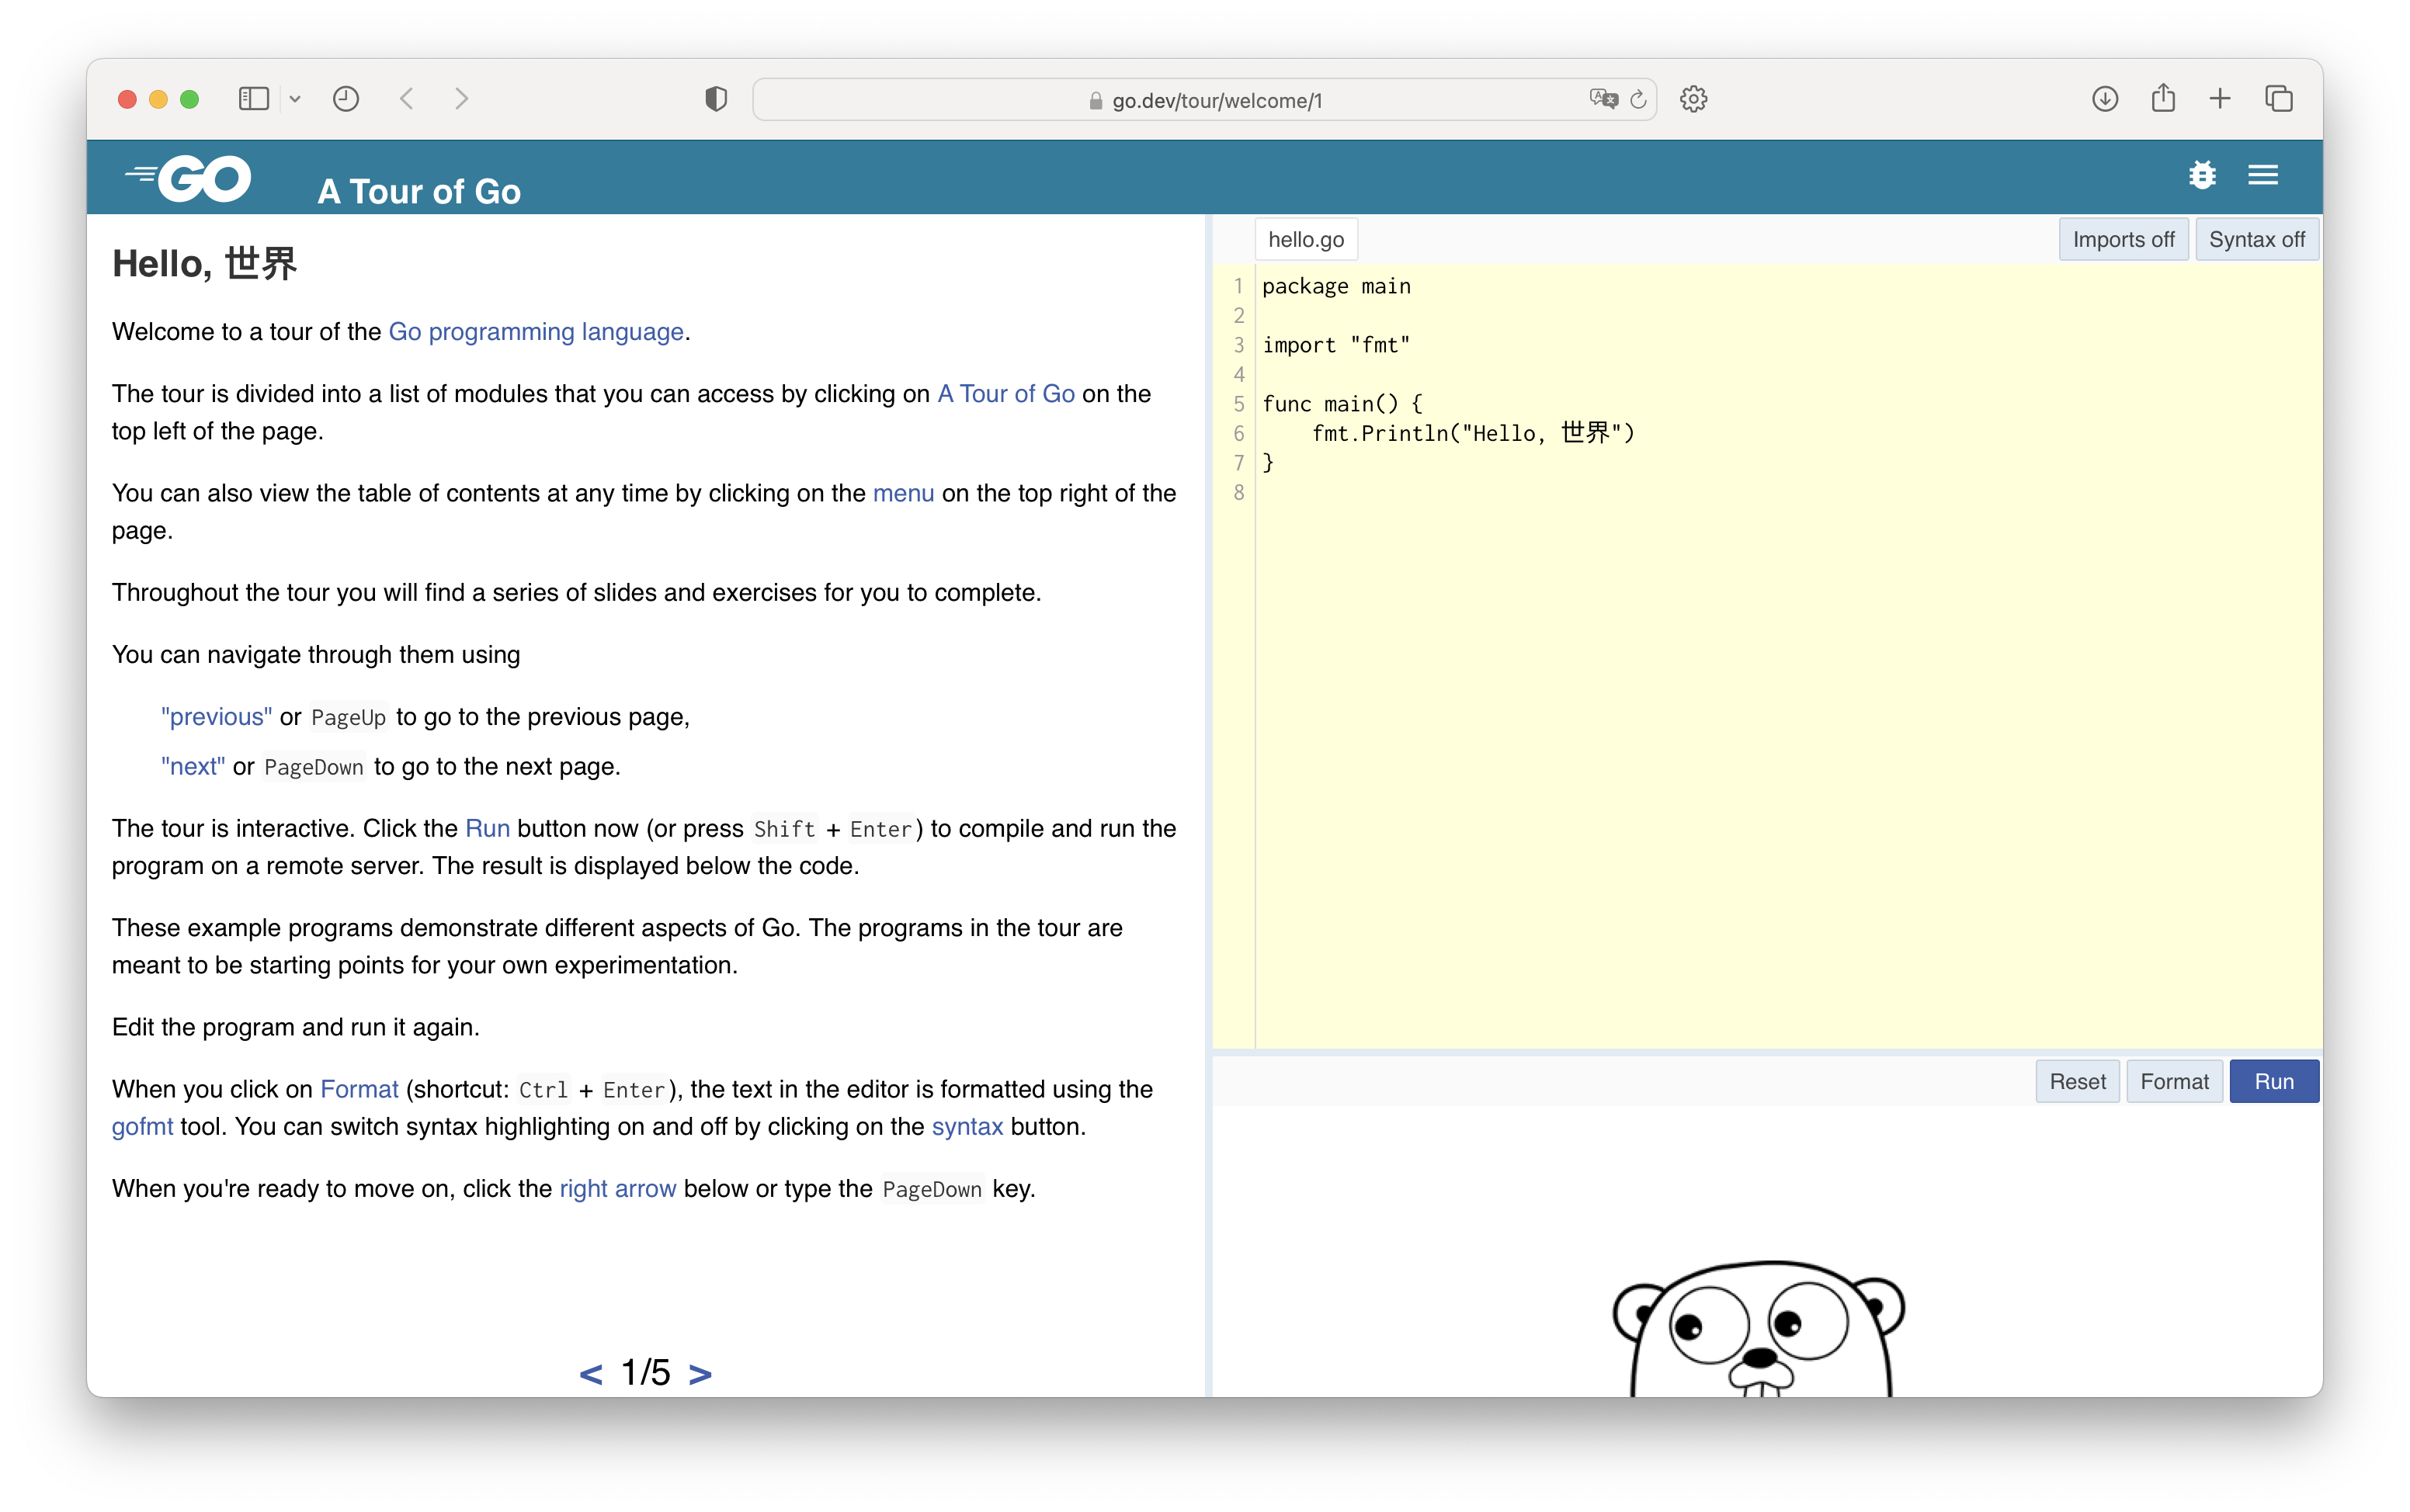 go.dev/tour/welcome/1
GO
A Tour of Go
Hello, 世界
Welcome to a tour of the Go programming language.
The tour is divided into a list of modules that you can access by clicking on A Tour of Go on the
top left of the page.
You can also view the table of contents at any time by clicking on the menu on the top right of the
page.
Throughout the tour you will find a series of slides and exercises for you to complete.
You can navigate through them using
"previous" or PageUp to go to the previous page,
"next" or PageDown to go to the next page.
The tour is interactive. Click the Run button now (or press Shift + Enter) to compile and run the
program on a remote server. The result is displayed below the code.
These example programs demonstrate different aspects of Go. The programs in the tour are
meant to be starting points for your own experimentation.
Edit the program and run it again.
When you click on Format (shortcut: Ctrl + Enter), the text in the editor is formatted using the
gofmt tool. You can switch syntax highlighting on and off by clicking on the syntax button.
When you're ready to move on, click the right arrow below or type the PageDown key.
< 1/5 >
hello.go
Imports off
Syntax off
1 package main
2
3 import "fmt"
4
5 func main() {
6     fmt.Println("Hello, 世界")
7 }
8
Reset
Format
Run